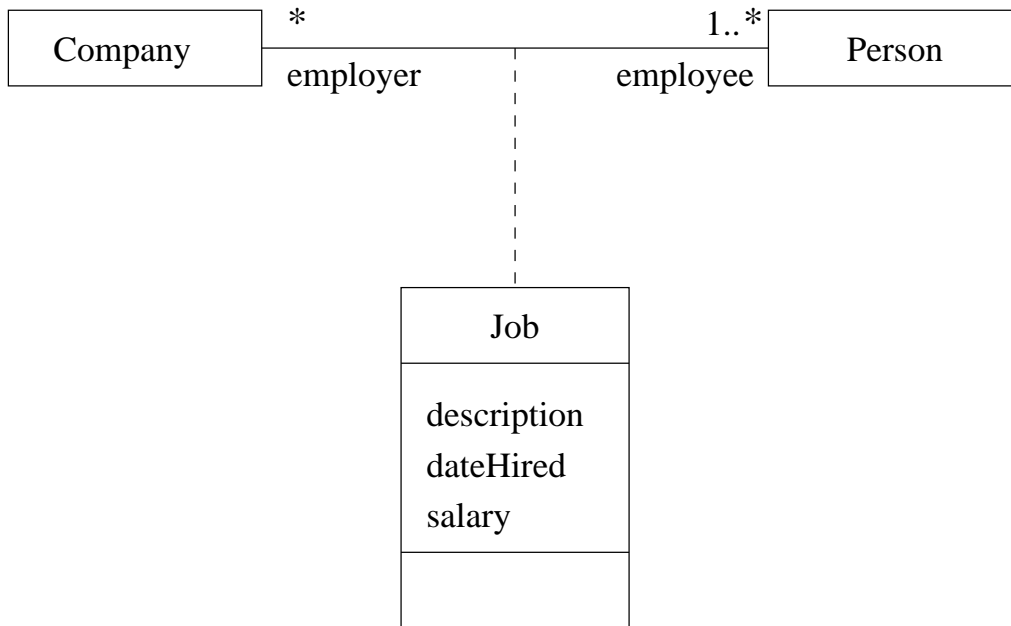 * 1..*
Company Person
employer employee
Job
description
dateHired
salary